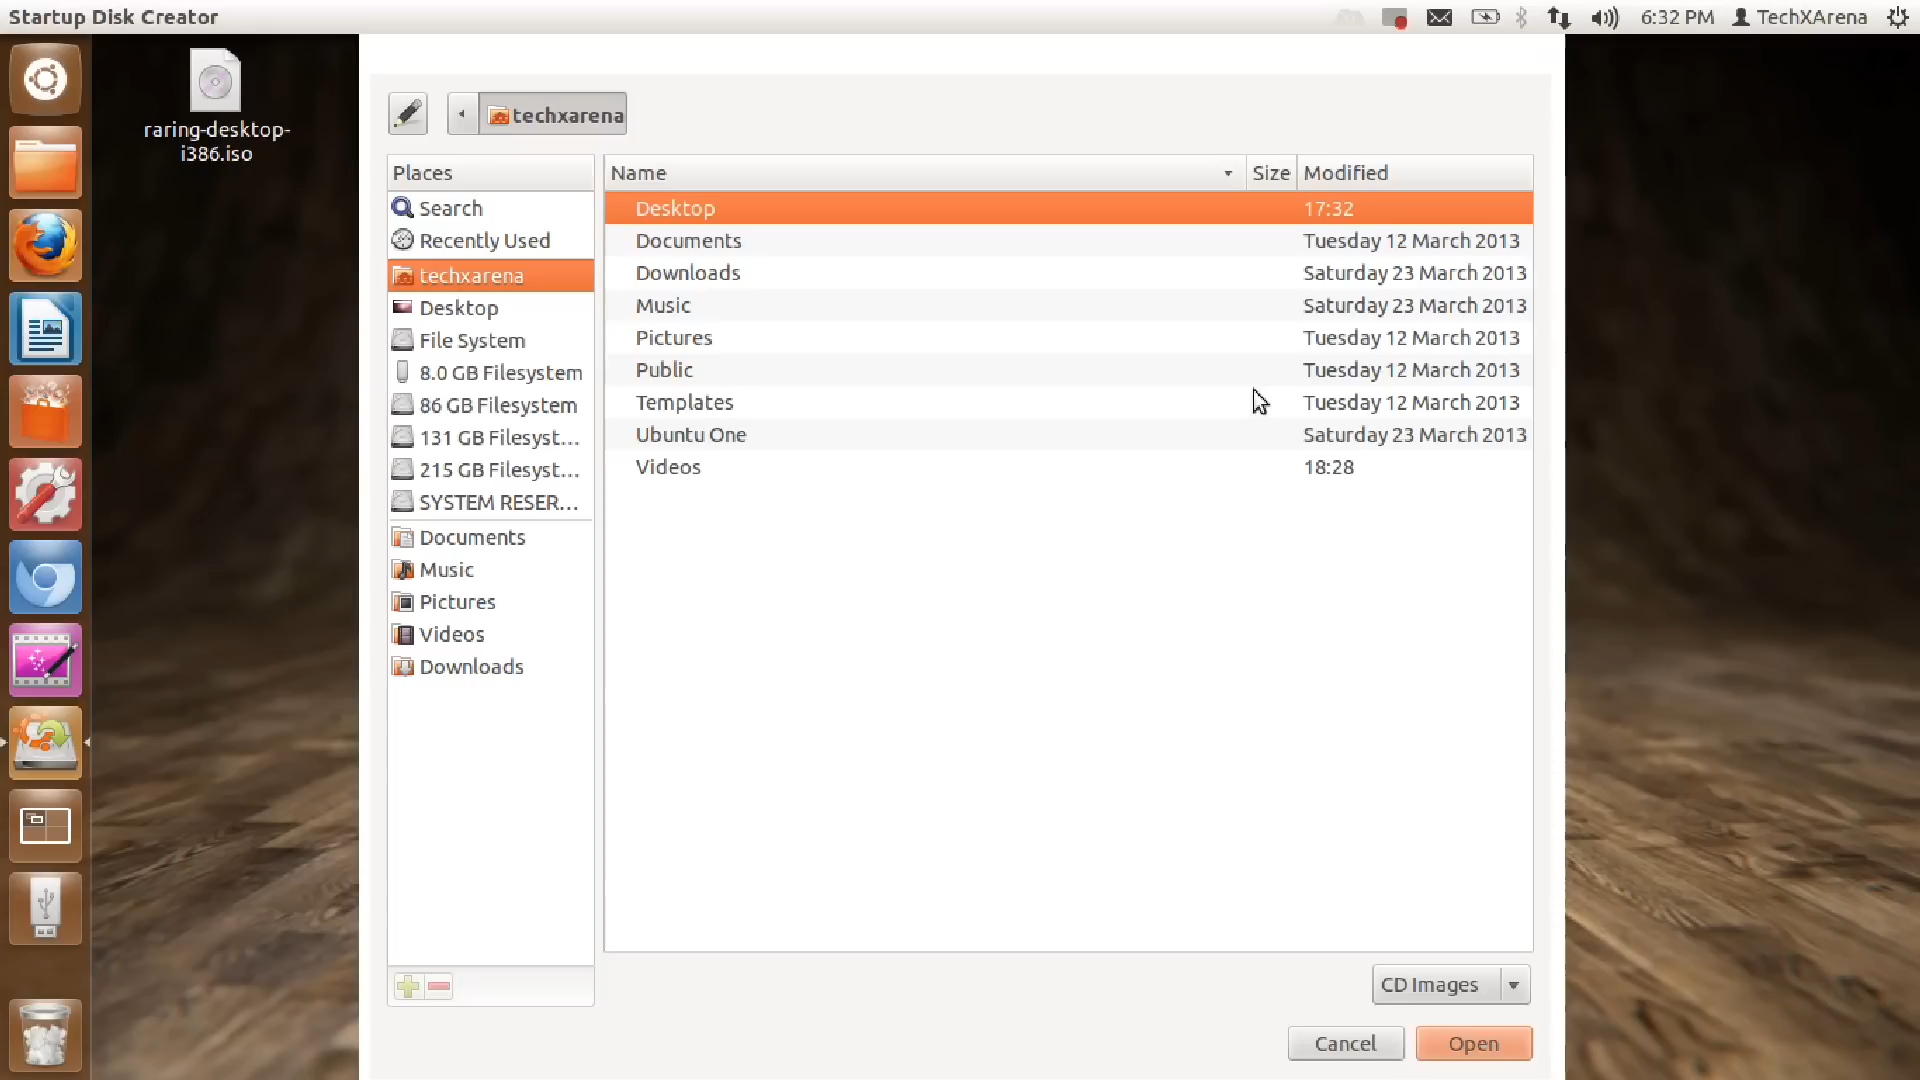 Startup Disk Creator
6:32 PM TechXArena
raring-desktop-
i386.iso
techxarena
Places
Name Size Modified
Search
Recently Used
techxarena
Desktop
File System
8.0 GB Filesystem
86 GB Filesystem
131 GB Filesyst...
215 GB Filesyst...
SYSTEM RESER...
Documents
Music
Pictures
Videos
Downloads
Desktop 17:32
Documents Tuesday 12 March 2013
Downloads Saturday 23 March 2013
Music Saturday 23 March 2013
Pictures Tuesday 12 March 2013
Public Tuesday 12 March 2013
Templates Tuesday 12 March 2013
Ubuntu One Saturday 23 March 2013
Videos 18:28
CD Images
Cancel Open